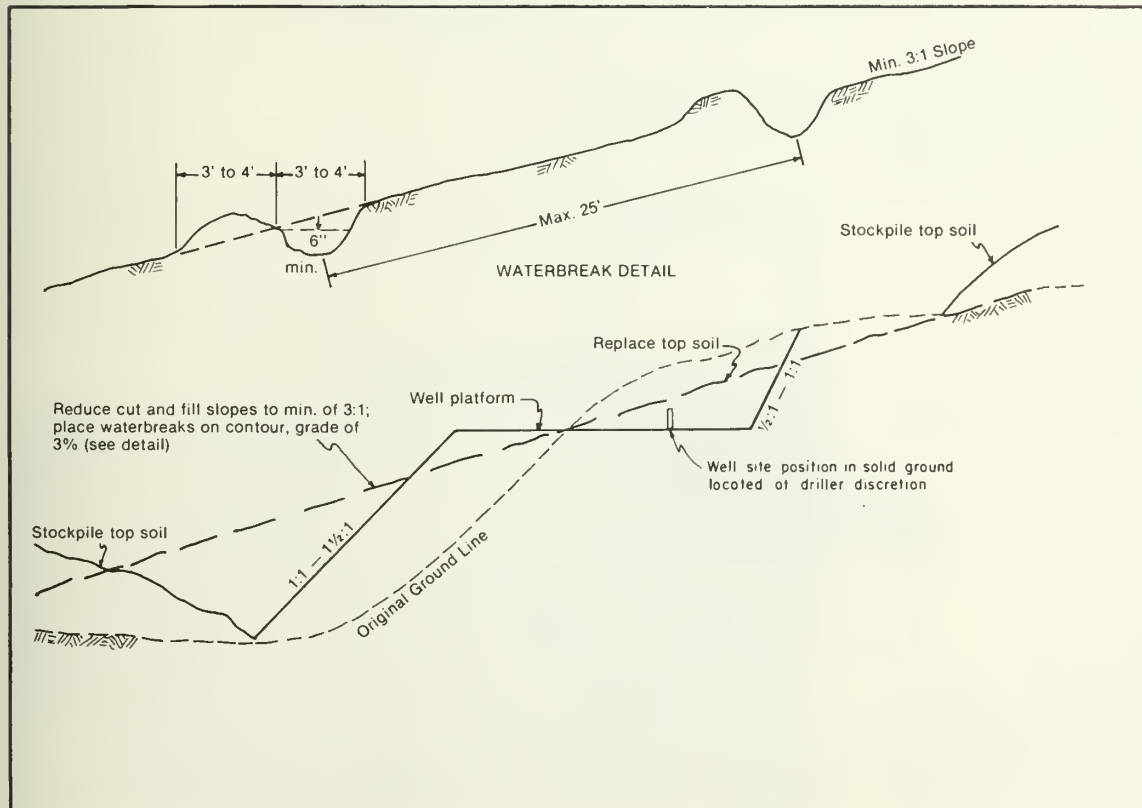 Min. 3:1 Slope
3' to 4'
3' to 4'
6"
min.
Max. 25'
WATERBREAK DETAIL
Stockpile top soil
Replace top soil
Well platform
Reduce cut and fill slopes to min. of 3:1;
place waterbreaks on contour, grade of
3% (see detail)
½:1 — 1:1
Well site position in solid ground
located at driller discretion
Stockpile top soil
1:1 — 1½:1
Original Ground Line